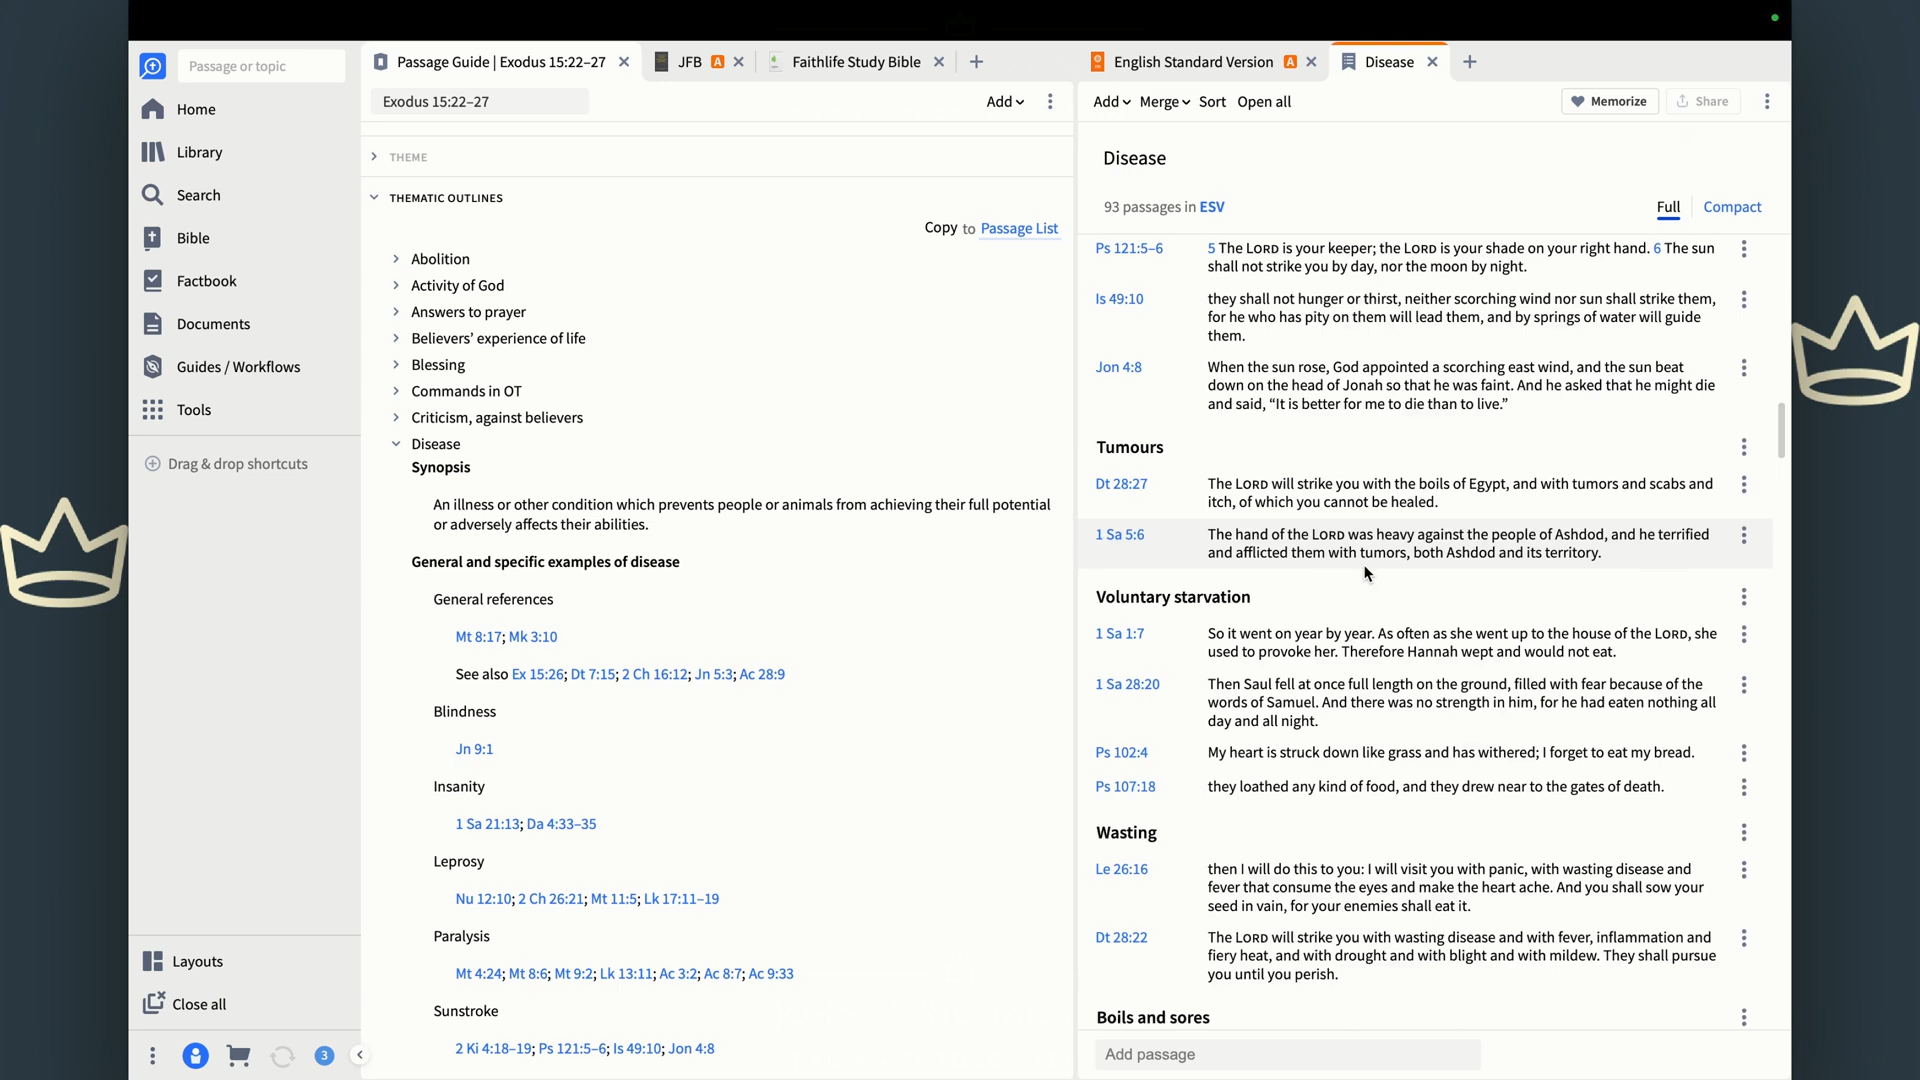 Passage or topic
Home
Library
Search
Bible
Factbook
Documents
Guides / Workflows
Tools
Drag & drop shortcuts
Layouts
Close all
3
Passage Guide | Exodus 15:22–27
JFB A
Faithlife Study Bible
Exodus 15:22–27
Add
THEME
THEMATIC OUTLINES
Copy to Passage List
Abolition
Activity of God
Answers to prayer
Believers’ experience of life
Blessing
Commands in OT
Criticism, against believers
Disease
Synopsis
An illness or other condition which prevents people or animals from achieving their full potential
or adversely affects their abilities.
General and specific examples of disease
General references
Mt 8:17; Mk 3:10
See also Ex 15:26; Dt 7:15; 2 Ch 16:12; Jn 5:3; Ac 28:9
Blindness
Jn 9:1
Insanity
1 Sa 21:13; Da 4:33–35
Leprosy
Nu 12:10; 2 Ch 26:21; Mt 11:5; Lk 17:11–19
Paralysis
Mt 4:24; Mt 8:6; Mt 9:2; Lk 13:11; Ac 3:2; Ac 8:7; Ac 9:33
Sunstroke
2 Ki 4:18–19; Ps 121:5–6; Is 49:10; Jon 4:8
English Standard Version A
Disease
Add Merge Sort Open all
Memorize
Share
Disease
93 passages in ESV
Full
Compact
Ps 121:5–6 5 The LORD is your keeper; the LORD is your shade on your right hand. 6 The sun
shall not strike you by day, nor the moon by night.
Is 49:10 they shall not hunger or thirst, neither scorching wind nor sun shall strike them,
for he who has pity on them will lead them, and by springs of water will guide
them.
Jon 4:8 When the sun rose, God appointed a scorching east wind, and the sun beat
down on the head of Jonah so that he was faint. And he asked that he might die
and said, “It is better for me to die than to live.”
Tumours
Dt 28:27 The LORD will strike you with the boils of Egypt, and with tumors and scabs and
itch, of which you cannot be healed.
1 Sa 5:6 The hand of the LORD was heavy against the people of Ashdod, and he terrified
and afflicted them with tumors, both Ashdod and its territory.
Voluntary starvation
1 Sa 1:7 So it went on year by year. As often as she went up to the house of the LORD, she
used to provoke her. Therefore Hannah wept and would not eat.
1 Sa 28:20 Then Saul fell at once full length on the ground, filled with fear because of the
words of Samuel. And there was no strength in him, for he had eaten nothing all
day and all night.
Ps 102:4 My heart is struck down like grass and has withered; I forget to eat my bread.
Ps 107:18 they loathed any kind of food, and they drew near to the gates of death.
Wasting
Le 26:16 then I will do this to you: I will visit you with panic, with wasting disease and
fever that consume the eyes and make the heart ache. And you shall sow your
seed in vain, for your enemies shall eat it.
Dt 28:22 The LORD will strike you with wasting disease and with fever, inflammation and
fiery heat, and with drought and with blight and with mildew. They shall pursue
you until you perish.
Boils and sores
Add passage